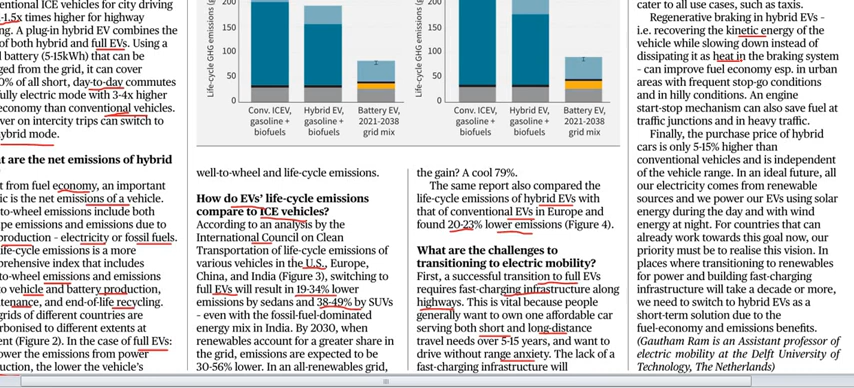 entional ICE vehicles for city driving
-1.5x times higher for highway
ng. A plug-in hybrid EV combines the
of both hybrid and full EVs. Using a
l battery (5-15kWh) that can be
ged from the grid, it can cover
0% of all short, day-to-day commutes
fully electric mode with 3-4x higher
economy than conventional vehicles.
ver on intercity trips can switch to
ybrid mode.
at are the net emissions of hybrid
t from fuel economy, an important
ic is the net emissions of a vehicle.
to-wheel emissions include both
pe emissions and emissions due to
production - electricity or fossil fuels.
ife-cycle emissions is a more
prehensive index that includes
to-wheel emissions and emissions
to vehicle and battery production,
tenance, and end-of-life recycling.
grids of different countries are
rbonised to different extents at
ent (Figure 2). In the case of full EVs:
ower the emissions from power
uction, the lower the vehicle's
Life-cycle GHG emissions (g
200
150
100
50
0
Conv. ICEV,
gasoline +
biofuels
Hybrid EV,
gasoline +
biofuels
Battery EV,
2021-2038
grid mix
Life-cycle GHG emissions (g
200
150
100
50
0
Conv. ICEV,
gasoline +
biofuels
Hybrid EV,
gasoline +
biofuels
Battery EV,
2021-2038
grid mix
well-to-wheel and life-cycle emissions.
How do EVs' life-cycle emissions
compare to ICE vehicles?
According to an analysis by the
International Council on Clean
Transportation of life-cycle emissions of
various vehicles in the U.S., Europe,
China, and India (Figure 3), switching to
full EVs will result in 19-34% lower
emissions by sedans and 38-49% by SUVs
- even with the fossil-fuel-dominated
energy mix in India. By 2030, when
renewables account for a greater share in
the grid, emissions are expected to be
30-56% lower. In an all-renewables grid,
the gain? A cool 79%.
The same report also compared the
life-cycle emissions of hybrid EVs with
that of conventional EVs in Europe and
found 20-23% lower emissions (Figure 4).
What are the challenges to
transitioning to electric mobility?
First, a successful transition to full EVs
requires fast-charging infrastructure along
highways. This is vital because people
generally want to own one affordable car
serving both short and long-distance
travel needs over 5-15 years, and want to
drive without range anxiety. The lack of a
fast-charging infrastructure will
cater to all use cases, such as taxis.
Regenerative braking in hybrid EVs -
i.e. recovering the kinetic energy of the
vehicle while slowing down instead of
dissipating it as heat in the braking system
- can improve fuel economy esp. in urban
areas with frequent stop-go conditions
and in hilly conditions. An engine
start-stop mechanism can also save fuel at
traffic junctions and in heavy traffic.
Finally, the purchase price of hybrid
cars is only 5-15% higher than
conventional vehicles and is independent
of the vehicle range. In an ideal future, all
our electricity comes from renewable
sources and we power our EVs using solar
energy during the day and with wind
energy at night. For countries that can
already work towards this goal now, our
priority must be to realise this vision. In
places where transitioning to renewables
for power and building fast-charging
infrastructure will take a decade or more,
we need to switch to hybrid EVs as a
short-term solution due to the
fuel-economy and emissions benefits.
(Gautham Ram is an Assistant professor of
electric mobility at the Delft University of
Technology, The Netherlands)